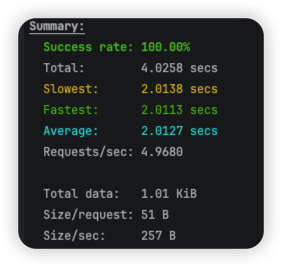 Summary:
Success rate: 100.00%
Total: 4.0258 secs
Slowest: 2.0138 secs
Fastest: 2.0113 secs
Average: 2.0127 secs
Requests/sec: 4.9680
Total data: 1.01 KiB
Size/request: 51 B
Size/sec: 257 B